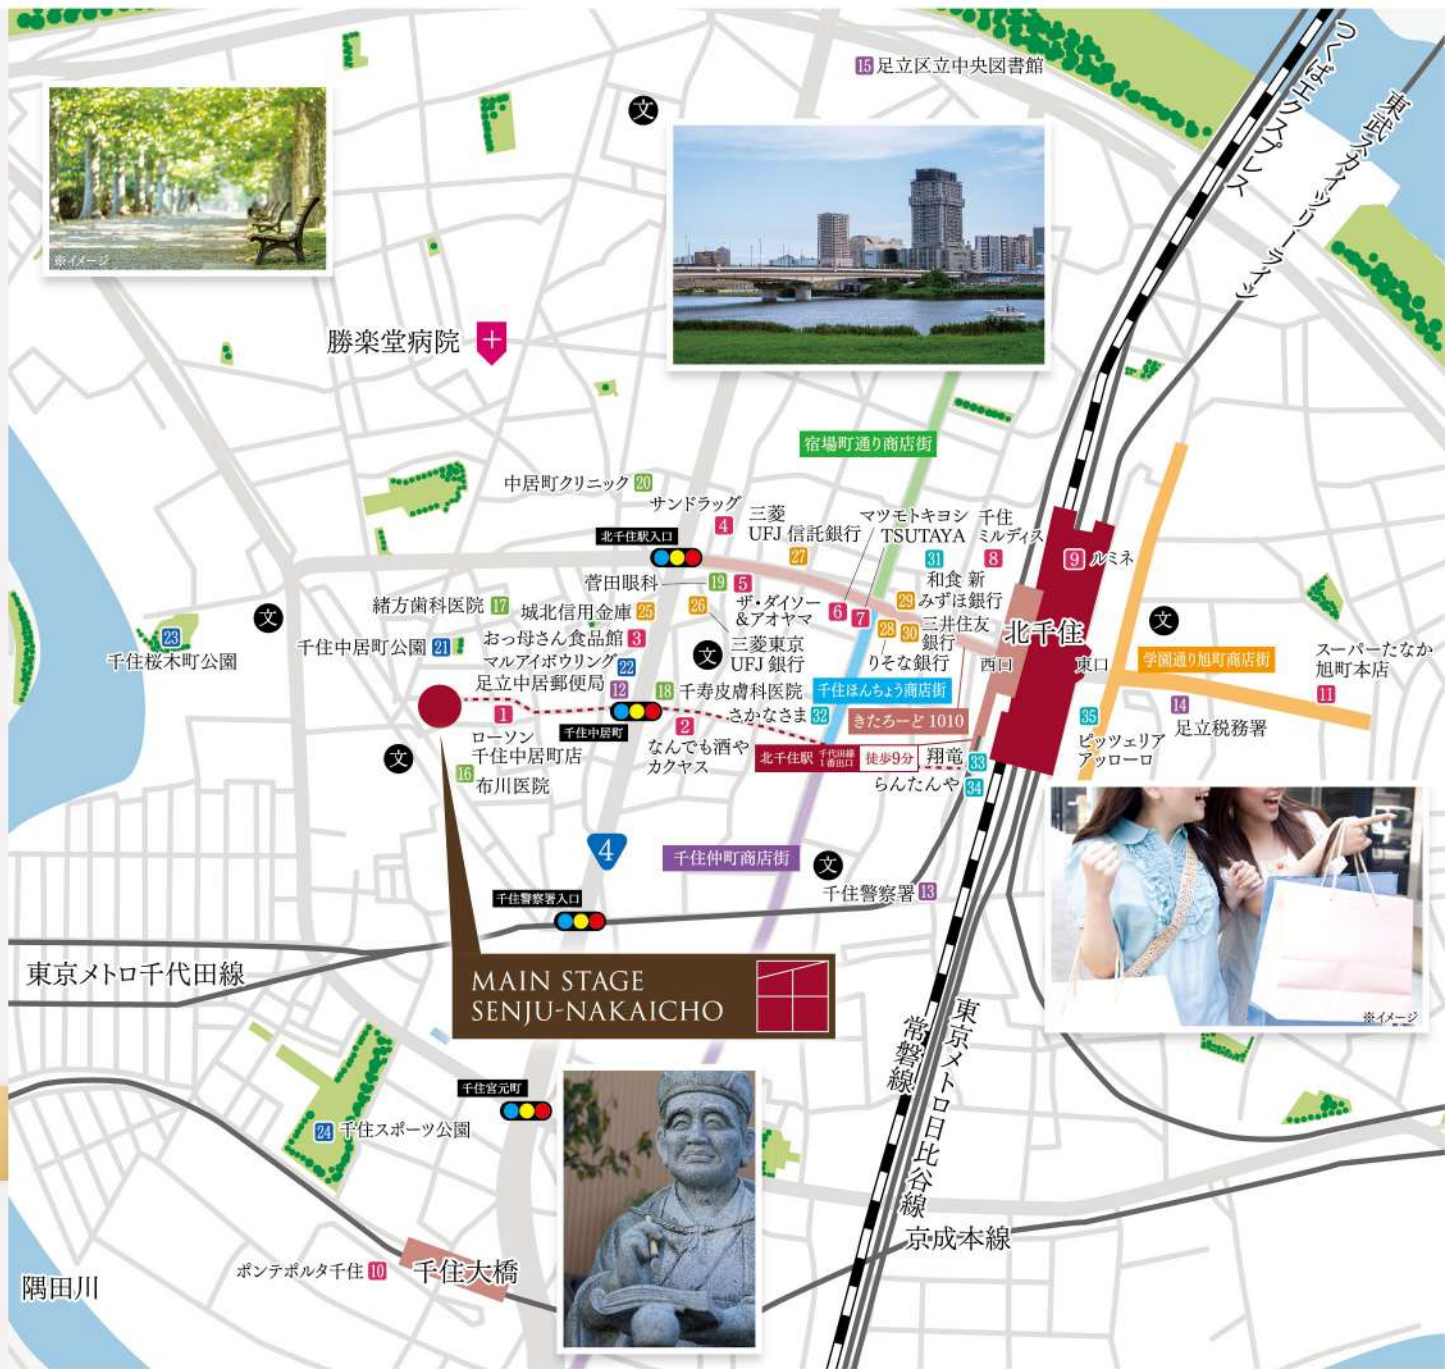 つくばエクスプレス
東武スカイツリーライン
15 足立区立中央図書館
文
※イメージ
勝楽堂病院
宿場町通り商店街
中居町クリニック 20
サンドラッグ
4
三菱
UFJ 信託銀行
27
マツモトキヨシ
TSUTAYA
6
7
31
和食 新
千住
ミルディス
8
9 ルミネ
北千住駅入口
菅田眼科 19
5
ザ・ダイソー
&アオヤマ
26
三菱東京
UFJ 銀行
29 みずほ銀行
28
りそな銀行
30
三井住友
銀行
北千住
西口
東口
緒方歯科医院 17
城北信用金庫 25
おっ母さん食品館 3
千住中居町公園 21
マルアイボウリング 22
足立中居郵便局 12
文
23
千住桜木町公園
文
文
学園通り旭町商店街
スーパーたなか
旭町本店
11
18 千寿皮膚科医院
さかなさま 32
千住ほんちょう商店街
きたろーど 1010
14
足立税務署
35
ピッツェリア
アッローロ
1
ローソン
千住中居町店
千住中居町
2
なんでも酒や
カクヤス
北千住駅 千代田線
1番出口 徒歩9分
翔竜 33
らんたんや 34
文
16
布川医院
4
千住仲町商店街
文
千住警察署 13
千住警察署入口
東京メトロ千代田線
MAIN STAGE
SENJU-NAKAICHO
※イメージ
東京メトロ日比谷線
常磐線
千住宮元町
24 千住スポーツ公園
京成本線
ポンテポルタ千住 10
千住大橋
隅田川